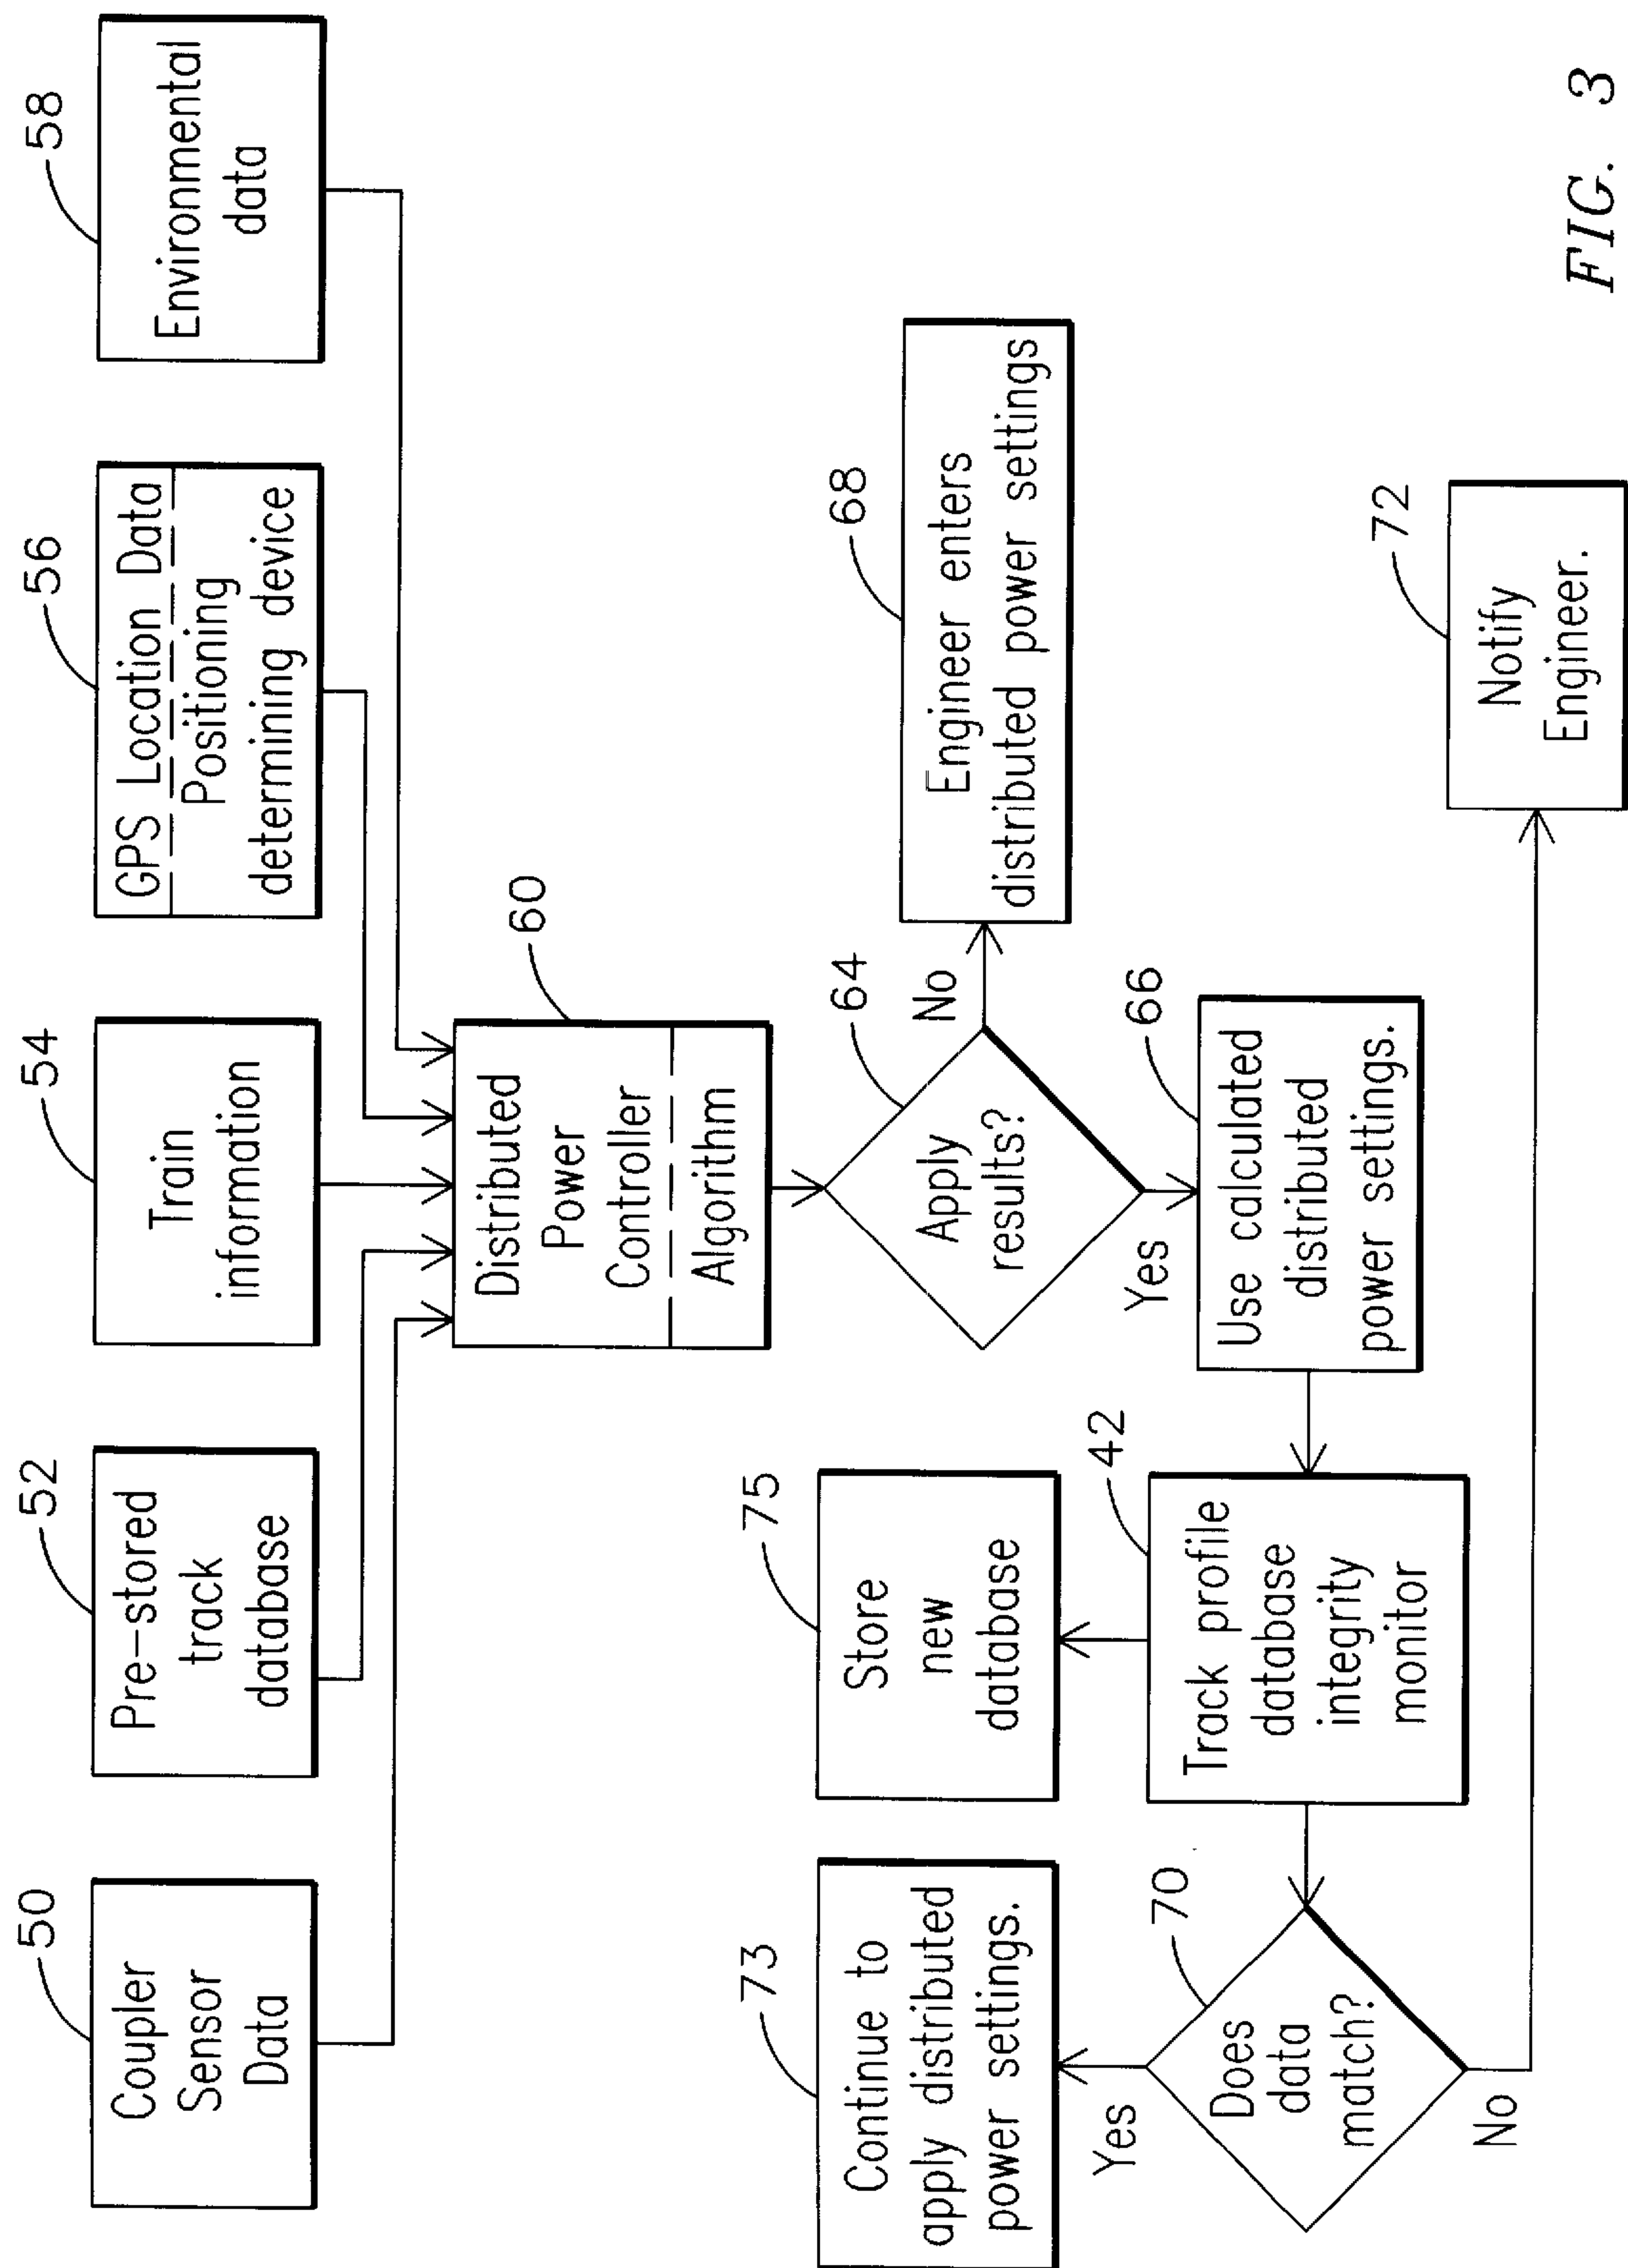 50
Coupler
Sensor
Data
52
Pre-stored
track
database
54
Train
information
56
GPS Location Data
Positioning
determining device
58
Environmental
data
60
Distributed
Power
Controller
Algorithm
64
Apply
results?
No
Yes
68
Engineer enters
distributed power settings
66
Use calculated
distributed
power settings.
42
Track profile
database
integrity
monitor
75
Store
new
database
70
Does
data
match?
Yes
No
73
Continue to
apply distributed
power settings.
72
Notify
Engineer.
FIG. 3